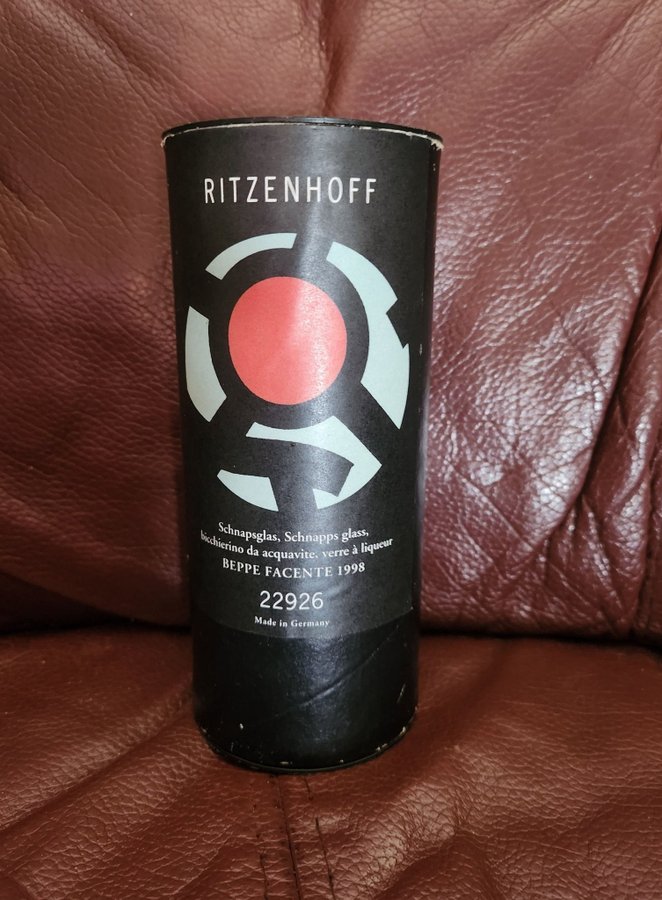 RITZENHOFF
Schnapsglas, Schnapps glass,
bicchierino da acquavite. verre à liqueur
BEPPE FACENTE 1998
22926
Made in Germany